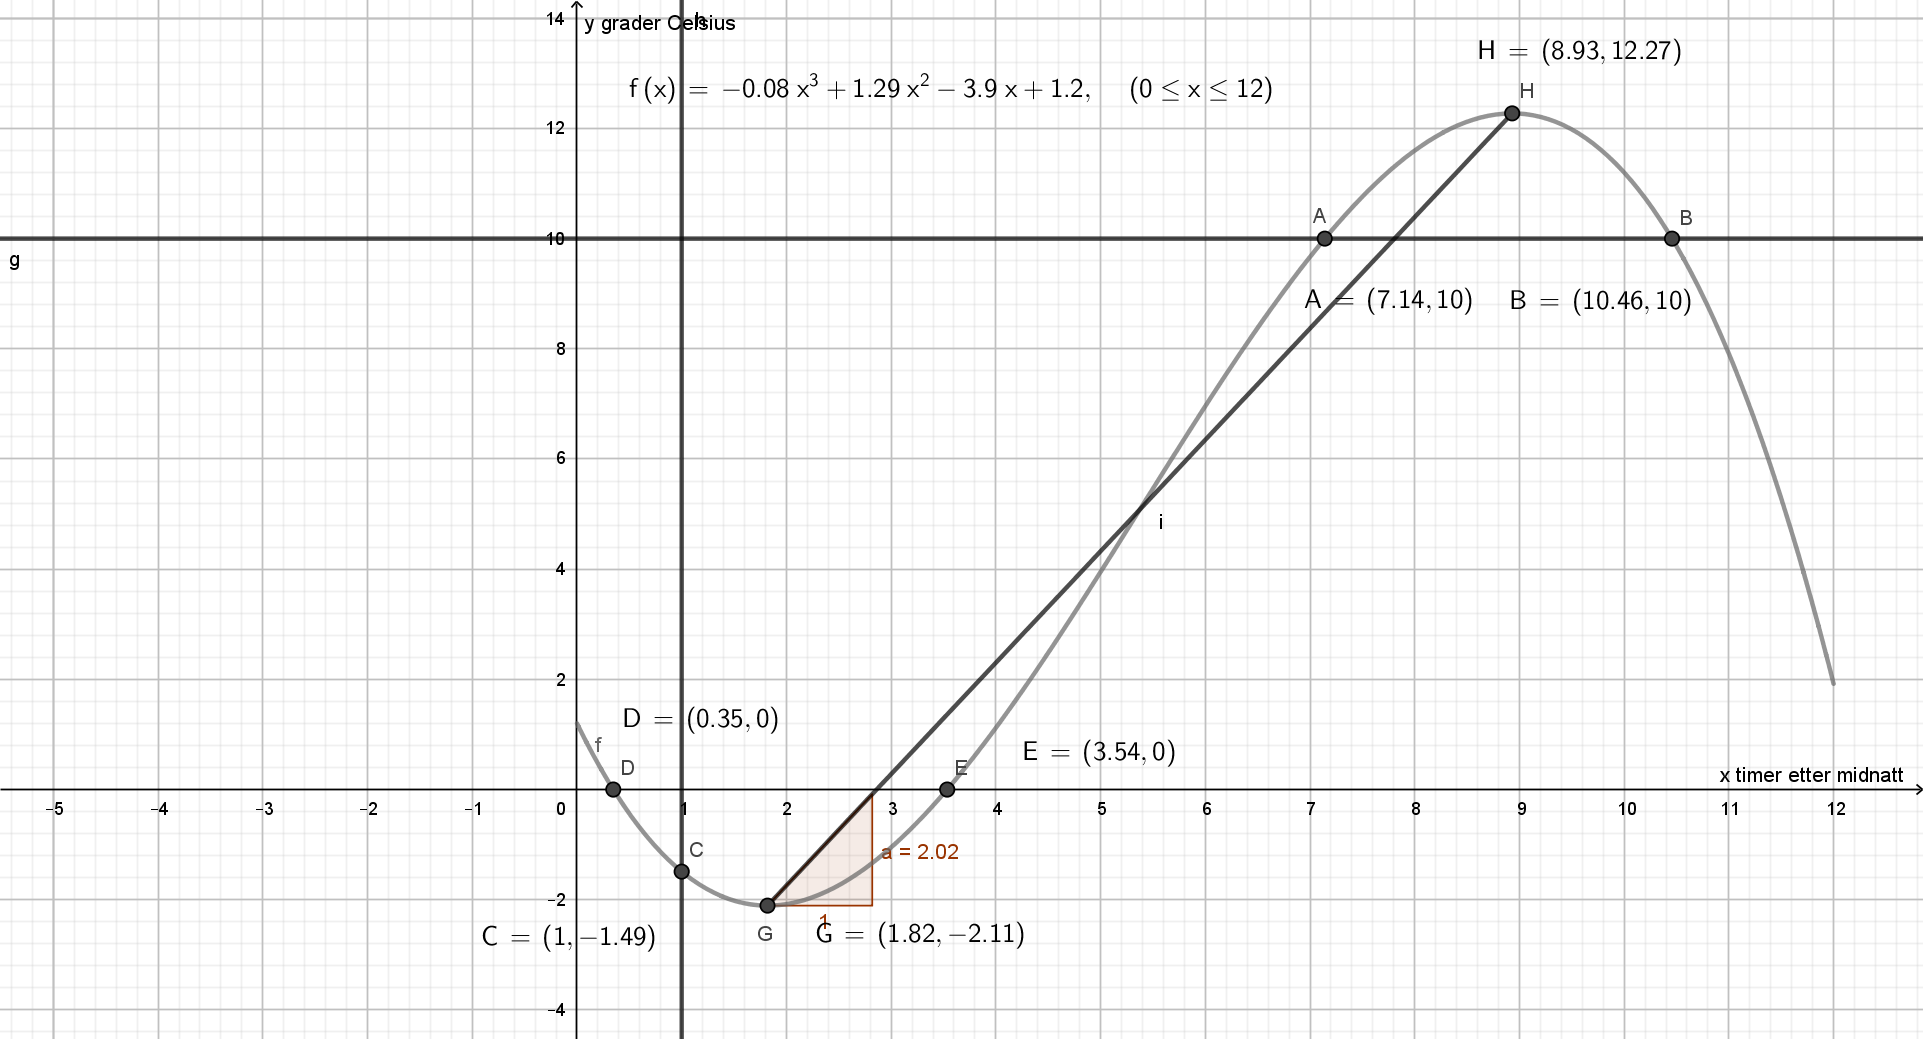 14
y grader Celsius
h
H = (8.93, 12.27)
f (x) = −0.08 x³ + 1.29 x² − 3.9 x + 1.2, (0 ≤ x ≤ 12)
H
12
A
B
10
g
A = (7.14, 10)
B = (10.46, 10)
8
6
i
4
2
D = (0.35, 0)
f
E = (3.54, 0)
D
E
x timer etter midnatt
−5 −4 −3 −2 −1 0 1 2 3 4 5 6 7 8 9 10 11 12
C
a = 2.02
−2
1
C = (1, −1.49)
G
G = (1.82, −2.11)
−4